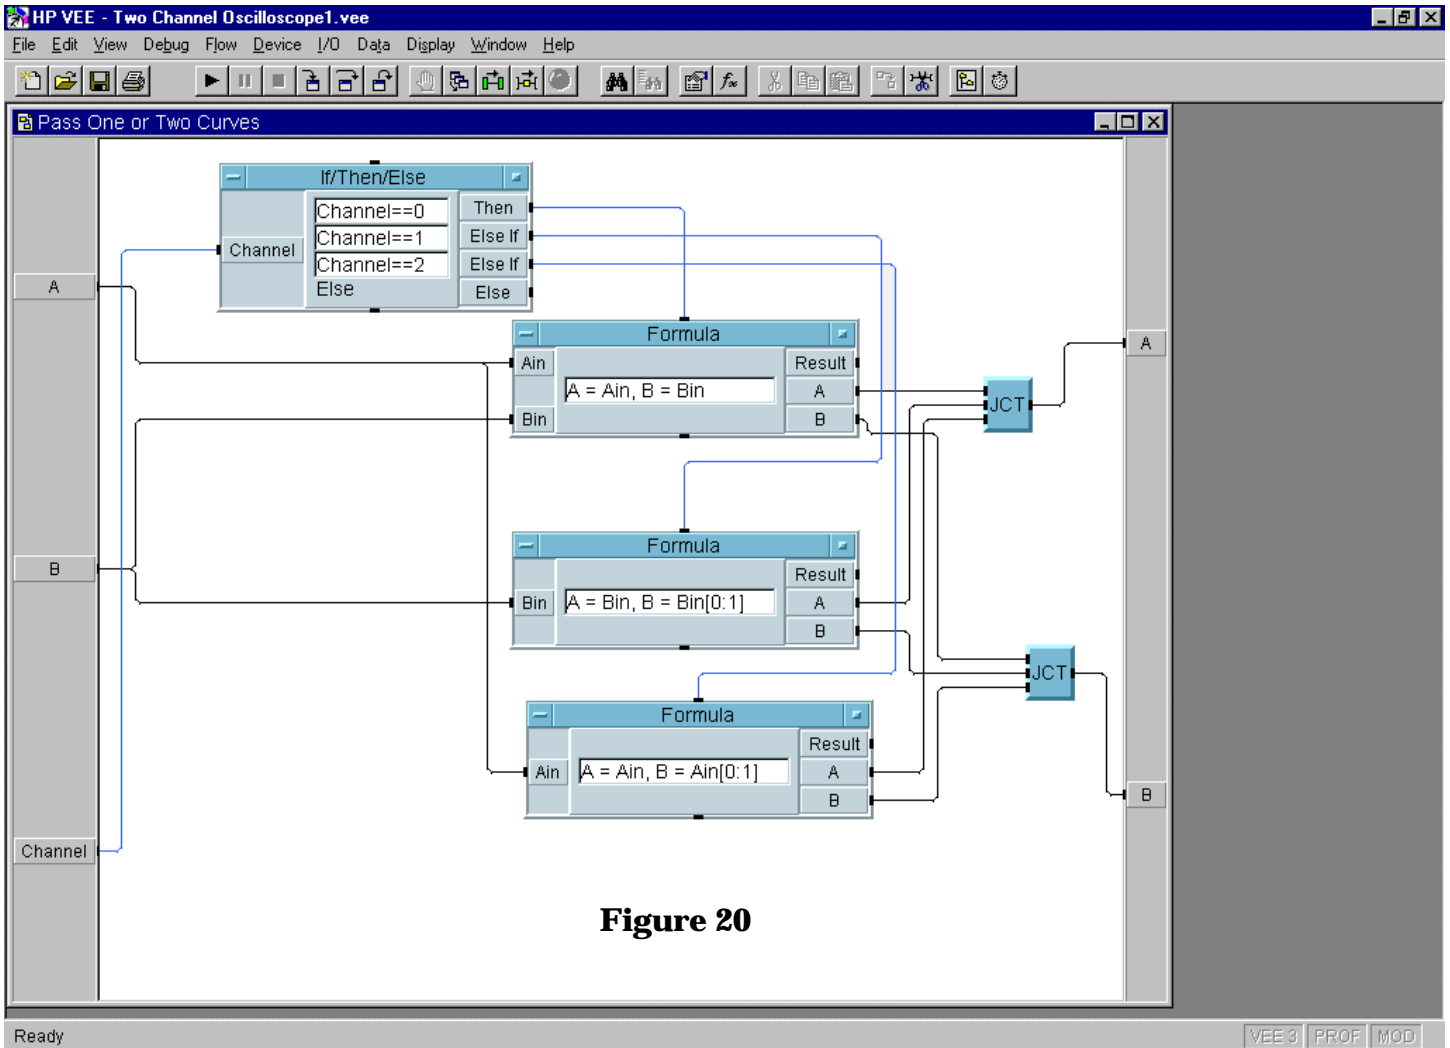 HP VEE - Two Channel Oscilloscope1.vee
File Edit View Debug Flow Device I/O Data Display Window Help
Pass One or Two Curves
If/Then/Else
Channel
Channel==0
Channel==1
Channel==2
Else
Then
Else If
Else If
Else
A
B
Channel
Formula
Ain
Bin
A = Ain, B = Bin
Result
A
B
JCT
A
Formula
Bin
A = Bin, B = Bin[0:1]
Result
A
B
JCT
Formula
Ain
A = Ain, B = Ain[0:1]
Result
A
B
B
Figure 20
Ready
VEE 3 PROF MOD